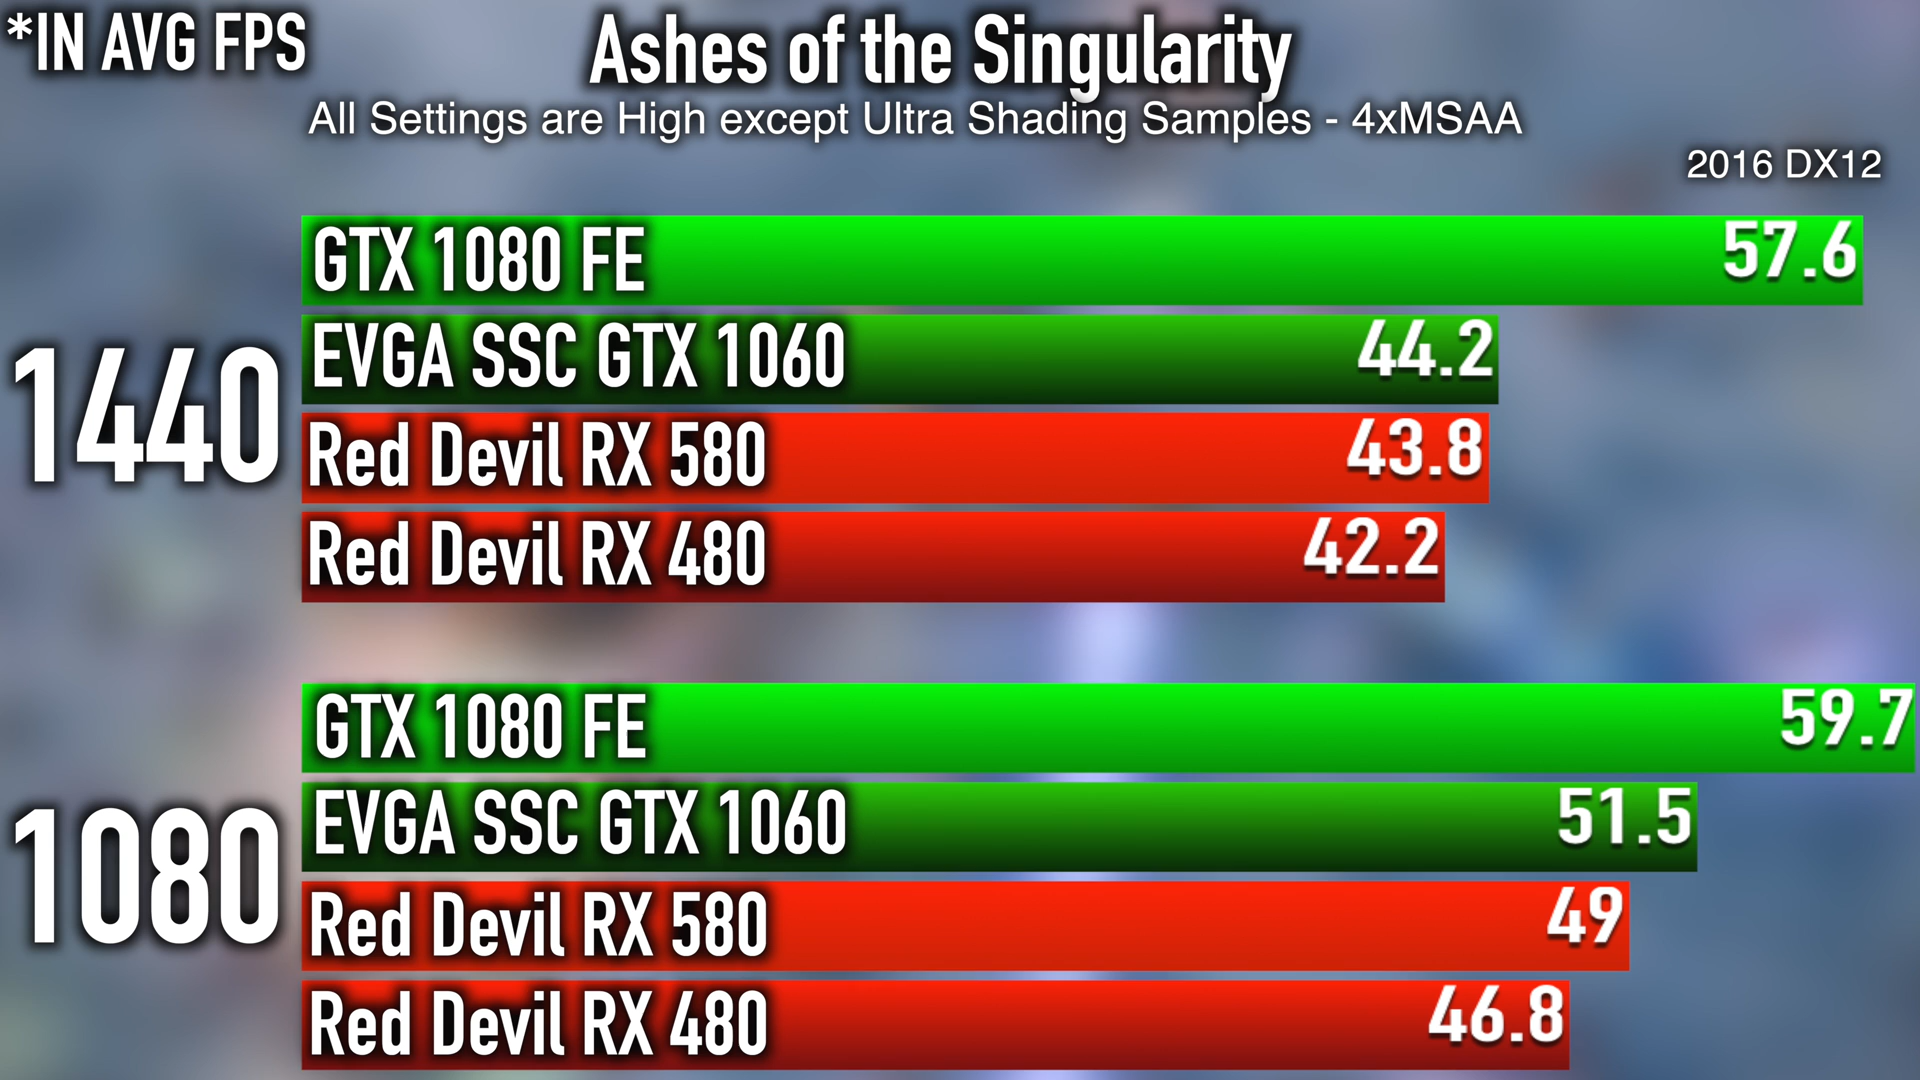 *IN AVG FPS
Ashes of the Singularity
All Settings are High except Ultra Shading Samples - 4xMSAA
2016 DX12
1440
GTX 1080 FE 57.6
EVGA SSC GTX 1060 44.2
Red Devil RX 580 43.8
Red Devil RX 480 42.2
1080
GTX 1080 FE 59.7
EVGA SSC GTX 1060 51.5
Red Devil RX 580 49
Red Devil RX 480 46.8